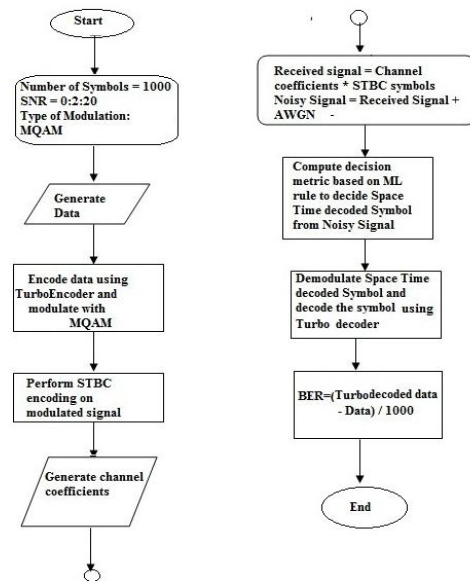 Start
Number of Symbols = 1000
SNR = 0:2:20
Type of Modulation:
MQAM
Generate
Data
Encode data using
TurboEncoder and
modulate with
MQAM
Perform STBC
encoding on
modulated signal
Generate channel
coefficients
Received signal = Channel
coefficients * STBC symbols
Noisy Signal = Received Signal +
AWGN -
Compute decision
metric based on ML
rule to decide Space
Time decoded Symbol
from Noisy Signal
Demodulate Space Time
decoded Symbol and
decode the symbol using
Turbo decoder
BER=(Turbodecoded data
- Data) / 1000
End